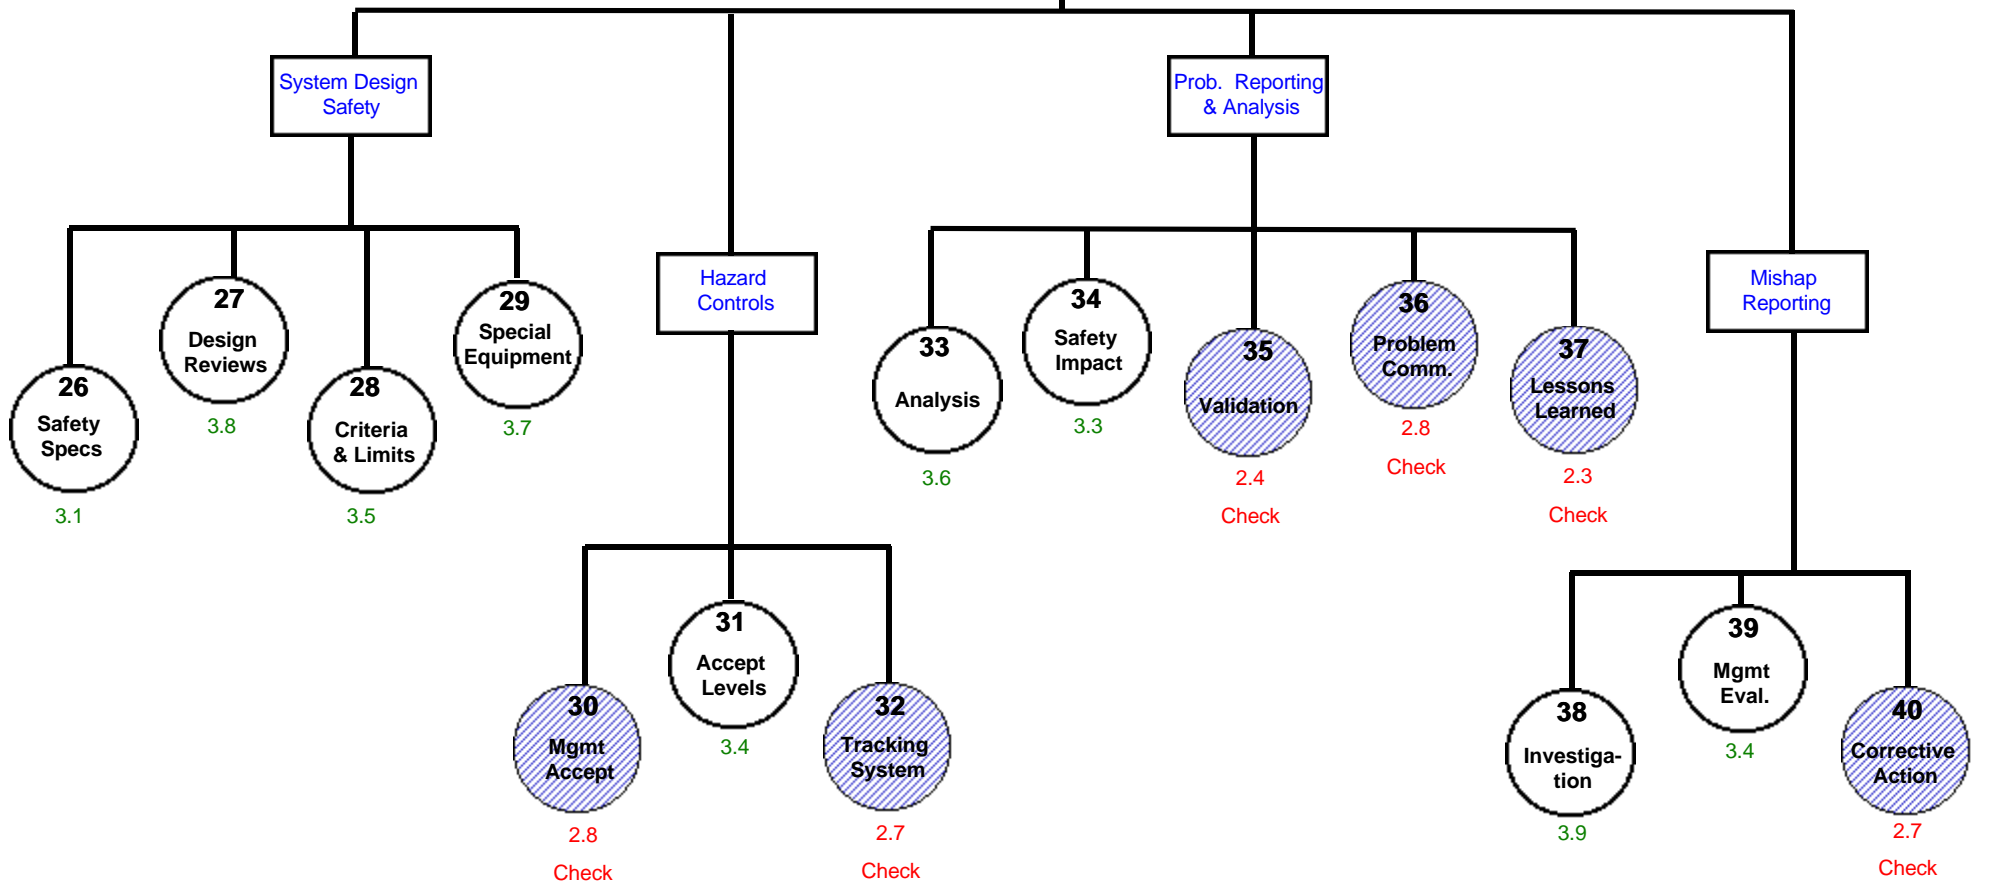 System Design
Safety
26
Safety
Specs
3.1
27
Design
Reviews
3.8
28
Criteria
& Limits
3.5
29
Special
Equipment
3.7
Hazard
Controls
30
Mgmt
Accept
2.8
Check
31
Accept
Levels
3.4
32
Tracking
System
2.7
Check
Prob. Reporting
& Analysis
33
Analysis
3.6
34
Safety
Impact
3.3
35
Validation
2.4
Check
36
Problem
Comm.
2.8
Check
37
Lessons
Learned
2.3
Check
Mishap
Reporting
38
Investiga-
tion
3.9
39
Mgmt
Eval.
3.4
40
Corrective
Action
2.7
Check